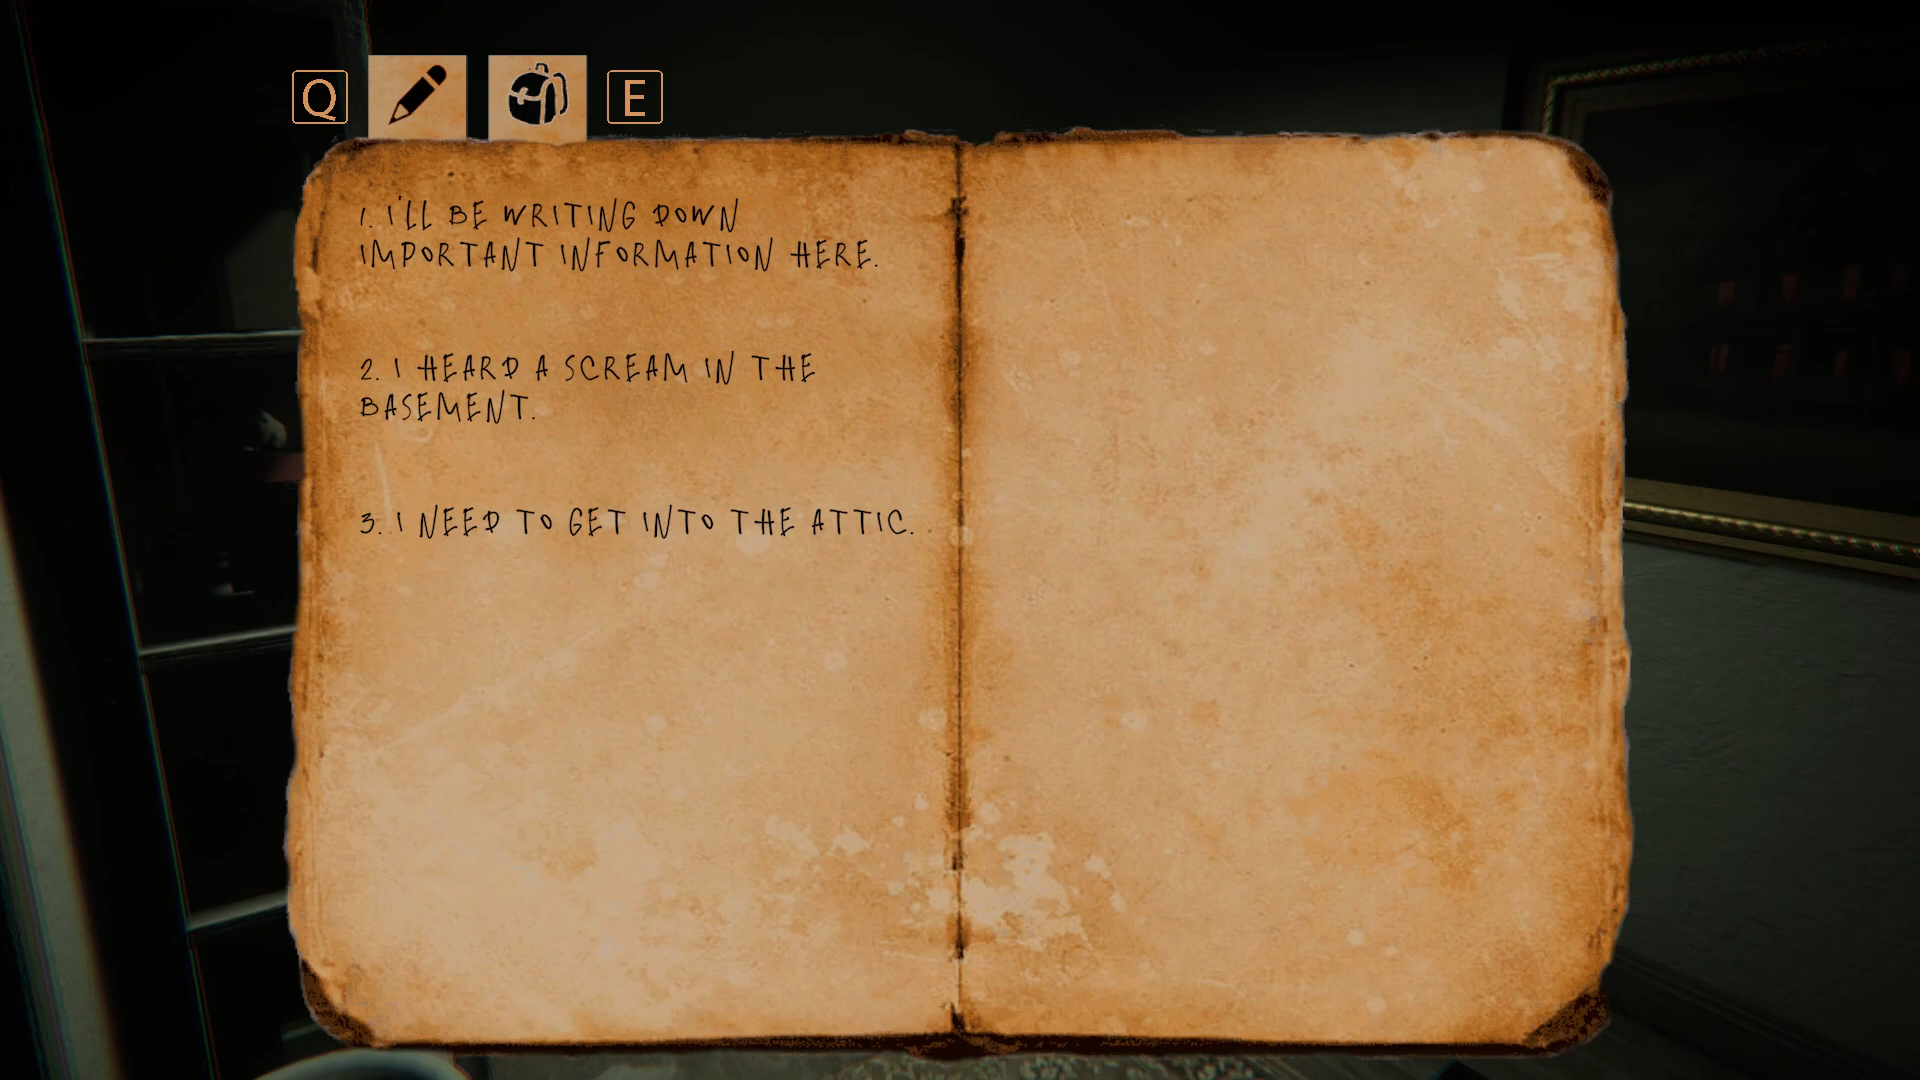 Q E
1. I'LL BE WRITING DOWN
IMPORTANT INFORMATION HERE.
2. I HEARD A SCREAM IN THE
BASEMENT.
3. I NEED TO GET INTO THE ATTIC.